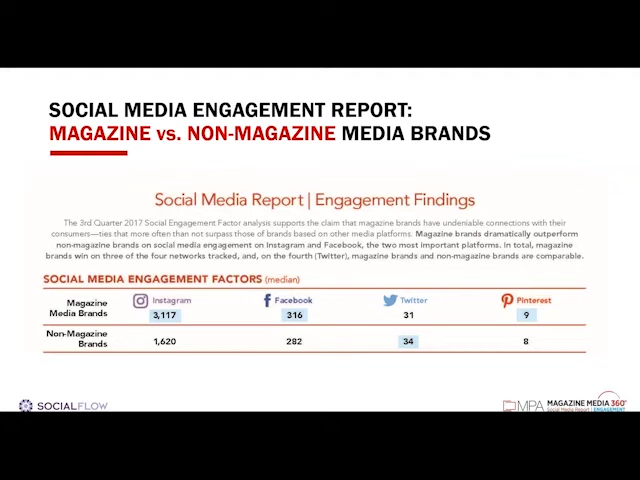 SOCIAL MEDIA ENGAGEMENT REPORT:
MAGAZINE vs. NON-MAGAZINE MEDIA BRANDS
Social Media Report | Engagement Findings
The 3rd Quarter 2017 Social Engagement Factor analysis supports the claim that magazine brands have undeniable connections with their
consumers—ties that more often than not surpass those of brands based on other media platforms. Magazine brands dramatically outperform
non-magazine brands on social media engagement on Instagram and Facebook, the two most important platforms. In total, magazine
brands win on three of the four networks tracked, and, on the fourth (Twitter), magazine brands and non-magazine brands are comparable.
SOCIAL MEDIA ENGAGEMENT FACTORS (median)
Instagram Facebook Twitter Pinterest
Magazine
Media Brands 3,117 316 31 9
Non-Magazine
Brands 1,620 282 34 8
SOCIALFLOW
MPA MAGAZINE MEDIA 360°
Social Media Report | ENGAGEMENT